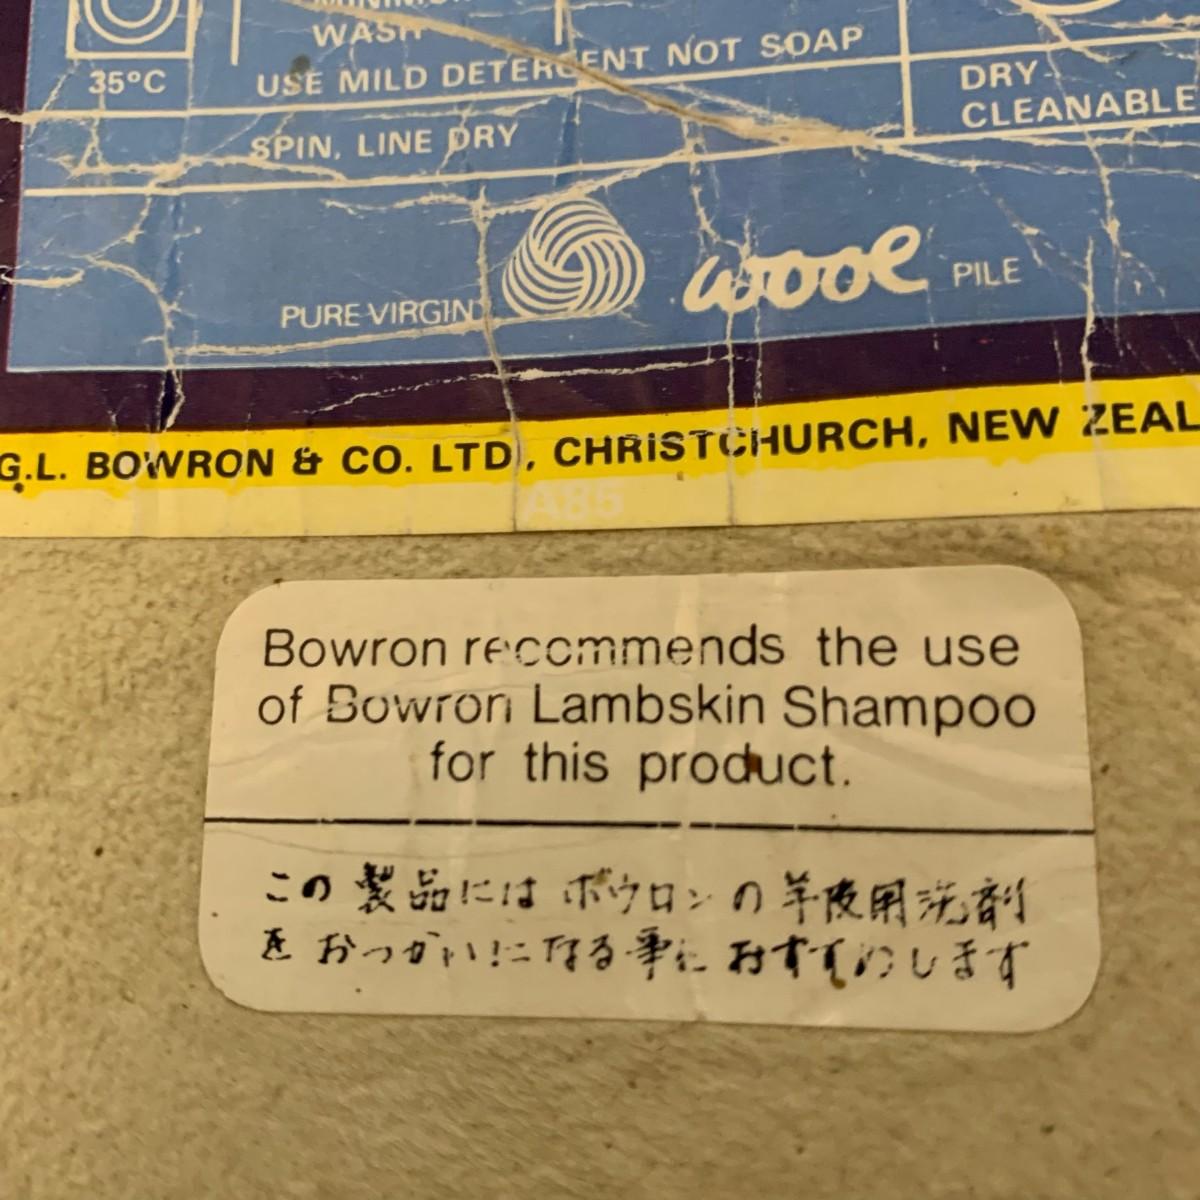 WASH
35°C
USE MILD DETERGENT NOT SOAP
DRY-
CLEANABLE
SPIN, LINE DRY
PURE VIRGIN wool PILE
G.L. BOWRON & CO. LTD., CHRISTCHURCH, NEW ZEAL
A85
Bowron recommends the use
of Bowron Lambskin Shampoo
for this product.
この製品にはボウロンの羊皮用洗剤
をおつかいになる事におすすめします